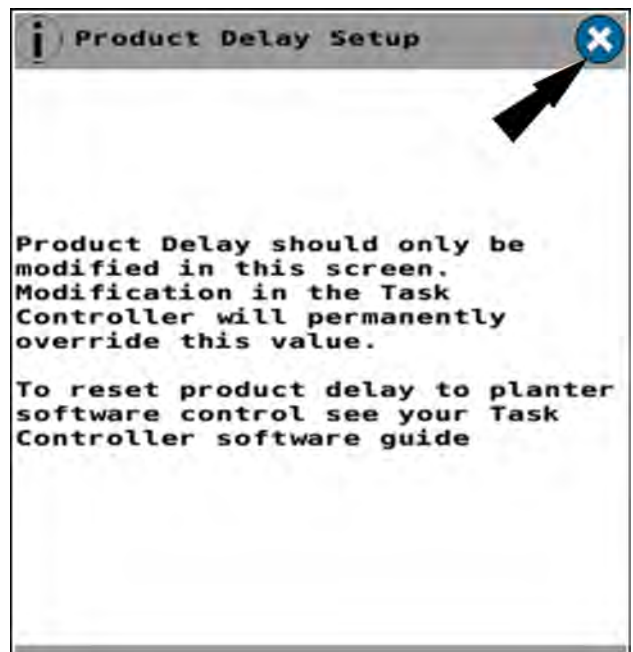 i Product Delay Setup
Product Delay should only be
modified in this screen.
Modification in the Task
Controller will permanently
override this value.
To reset product delay to planter
software control see your Task
Controller software guide